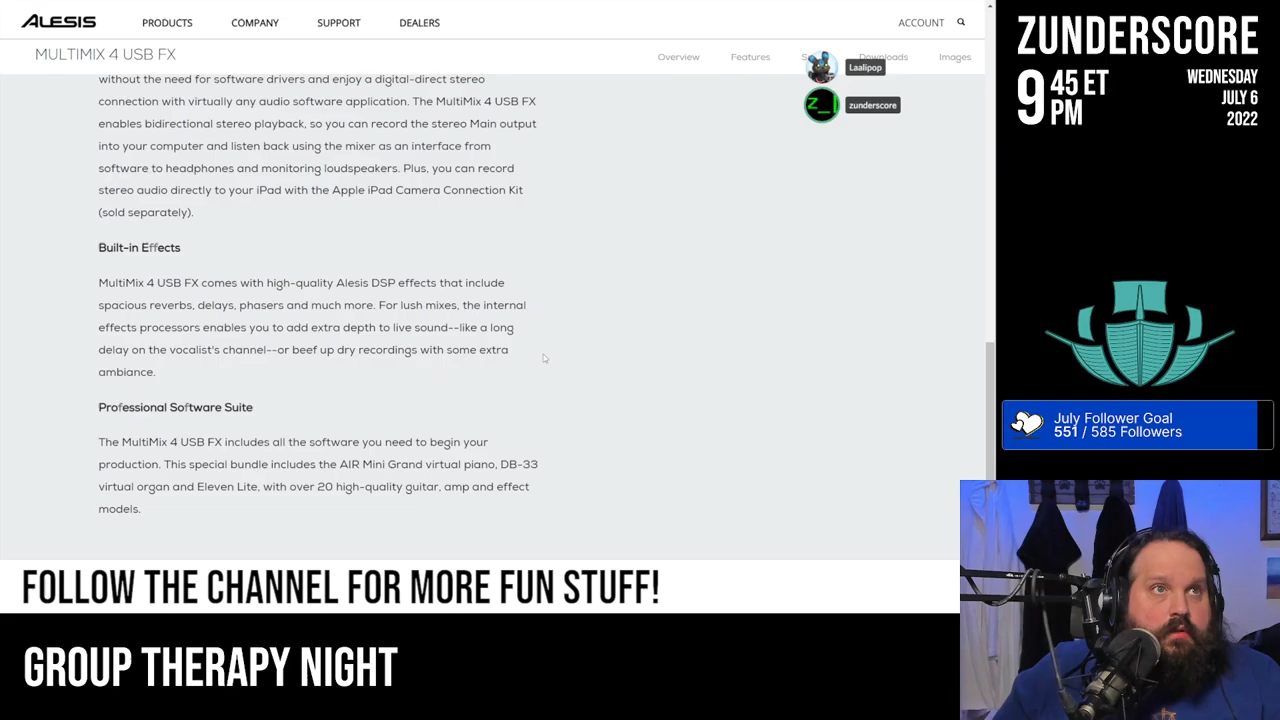 ALESIS
PRODUCTS
COMPANY
SUPPORT
DEALERS
ACCOUNT
MULTIMIX 4 USB FX
Overview
Features
Downloads
Images
Laalipop
zunderscore
without the need for software drivers and enjoy a digital-direct stereo
connection with virtually any audio software application. The MultiMix 4 USB FX
enables bidirectional stereo playback, so you can record the stereo Main output
into your computer and listen back using the mixer as an interface from
software to headphones and monitoring loudspeakers. Plus, you can record
stereo audio directly to your iPad with the Apple iPad Camera Connection Kit
(sold separately).
Built-in Effects
MultiMix 4 USB FX comes with high-quality Alesis DSP effects that include
spacious reverbs, delays, phasers and much more. For lush mixes, the internal
effects processors enables you to add extra depth to live sound--like a long
delay on the vocalist's channel--or beef up dry recordings with some extra
ambiance.
Professional Software Suite
The MultiMix 4 USB FX includes all the software you need to begin your
production. This special bundle includes the AIR Mini Grand virtual piano, DB-33
virtual organ and Eleven Lite, with over 20 high-quality guitar, amp and effect
models.
ZUNDERSCORE
9 45 ET
PM
WEDNESDAY
JULY 6
2022
July Follower Goal
551 / 585 Followers
FOLLOW THE CHANNEL FOR MORE FUN STUFF!
GROUP THERAPY NIGHT